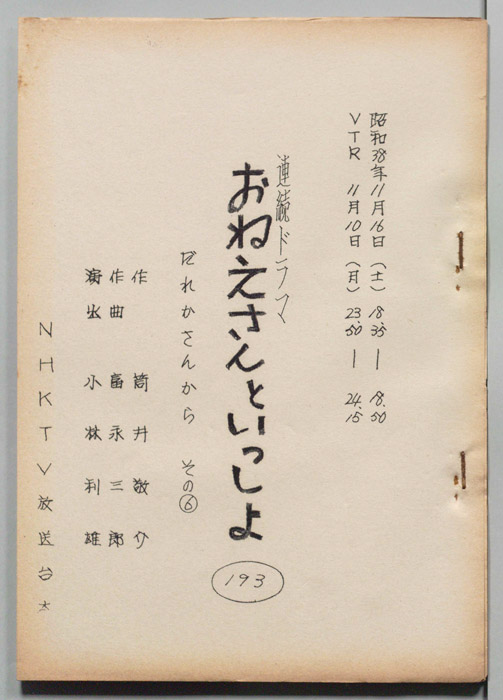 昭和38年11月16日（土）18.35 ― 18.50
VTR 11月10日（月）23.50 ― 24.15
連続ドラマ
おねえさんといっしょ
193
だれかさんから その⑥
作 筒井敬介
作曲 冨永三郎
演出 小林利雄
NHKTV放送台本